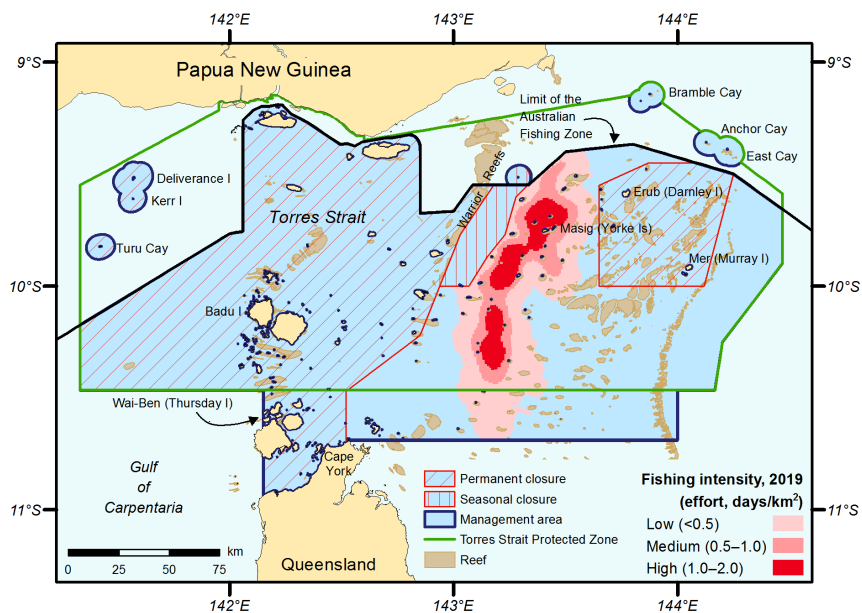 142°E
143°E
144°E
9°S
9°S
Papua New Guinea
Limit of the
Australian
Fishing Zone
Bramble Cay
Anchor Cay
East Cay
Deliverance I
Kerr I
Turu Cay
Torres Strait
Warrior Reefs
Erub (Darnley I)
Masig (Yorke Is)
Mer (Murray I)
10°S
10°S
Badu I
Wai-Ben (Thursday I)
Cape
York
Gulf
of
Carpentaria
11°S
11°S
Queensland
km
0 25 50 75
Permanent closure
Seasonal closure
Management area
Torres Strait Protected Zone
Reef
Fishing intensity, 2019
(effort, days/km²)
Low (<0.5)
Medium (0.5–1.0)
High (1.0–2.0)
142°E
143°E
144°E